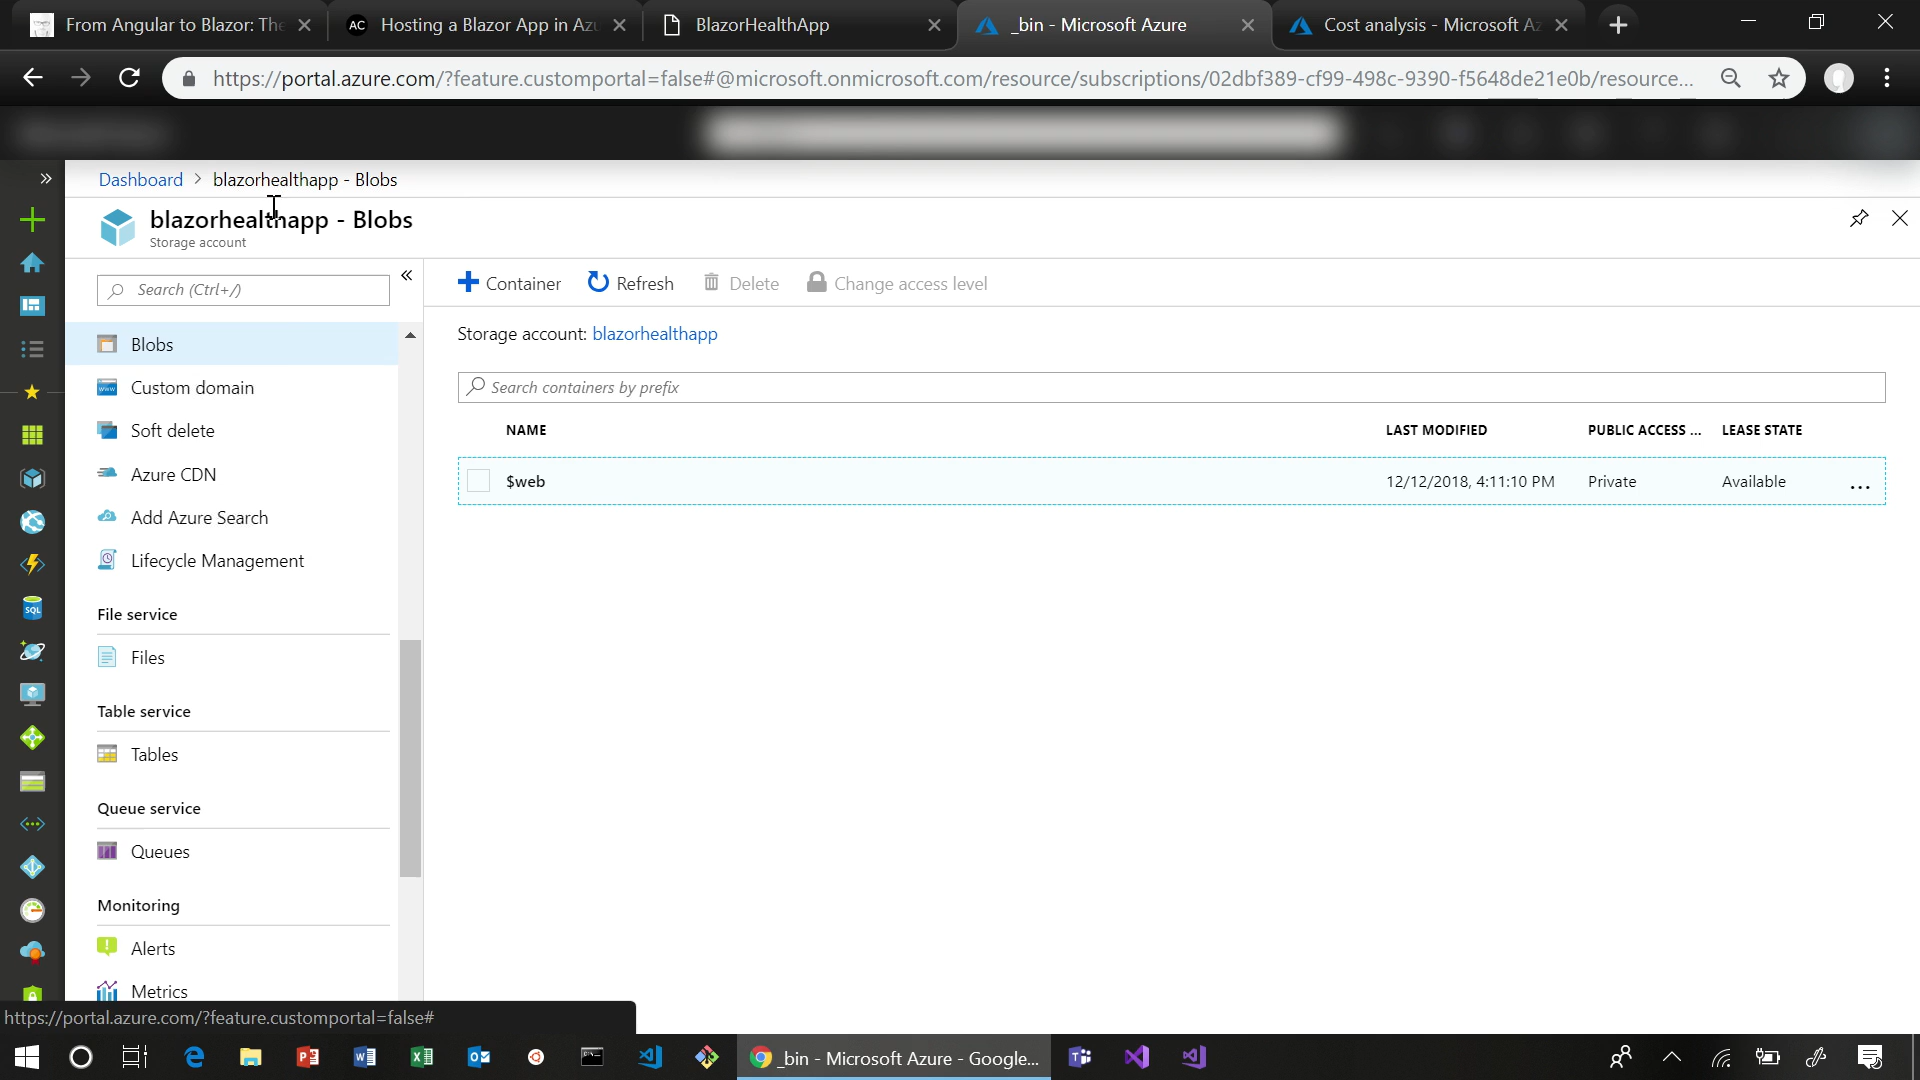 From Angular to Blazor: The
AC
Hosting a Blazor App in Azu
BlazorHealthApp
_bin - Microsoft Azure
Cost analysis - Microsoft Az
https://portal.azure.com/?feature.customportal=false#@microsoft.onmicrosoft.com/resource/subscriptions/02dbf389-cf99-498c-9390-f5648de21e0b/resource...
Dashboard > blazorhealthapp - Blobs
blazorhealthapp - Blobs
Storage account
Search (Ctrl+/)
Container
Refresh
Delete
Change access level
Blobs
Custom domain
Soft delete
Azure CDN
Add Azure Search
Lifecycle Management
File service
Files
Table service
Tables
Queue service
Queues
Monitoring
Alerts
Metrics
Storage account: blazorhealthapp
Search containers by prefix
NAME
LAST MODIFIED
PUBLIC ACCESS ...
LEASE STATE
$web
12/12/2018, 4:11:10 PM
Private
Available
...
SQL
https://portal.azure.com/?feature.customportal=false#
_bin - Microsoft Azure - Google...